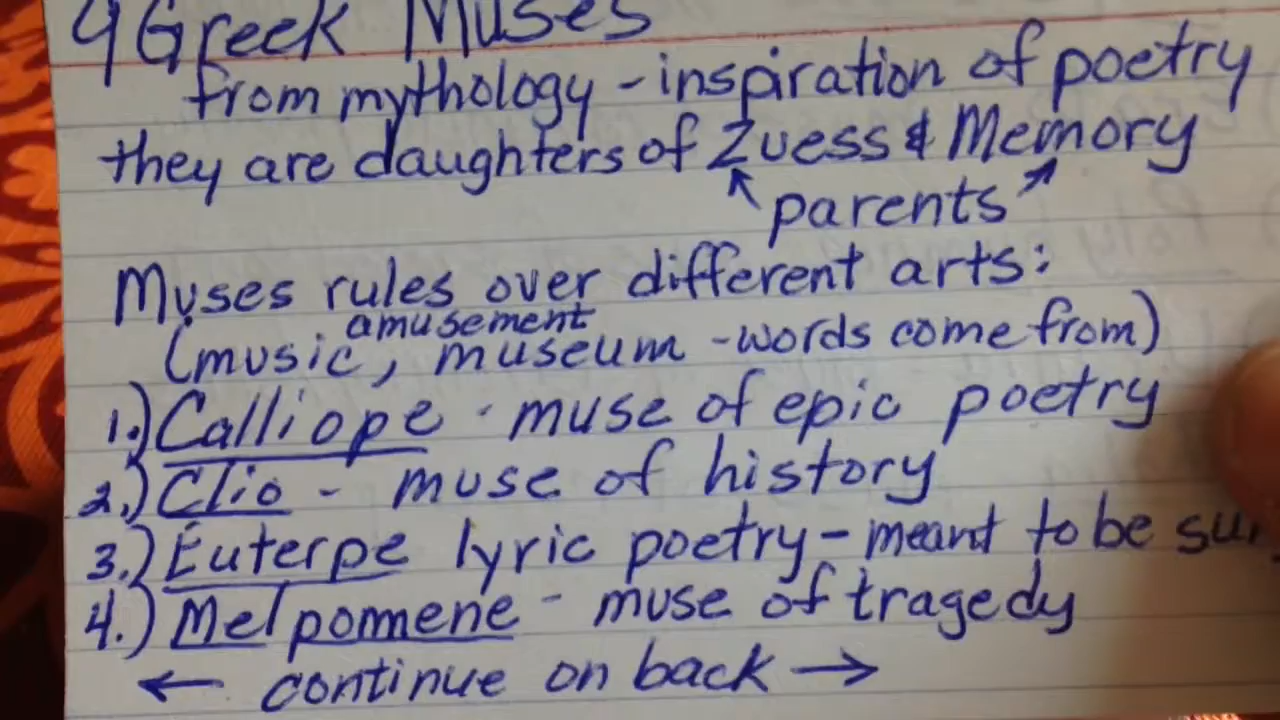 9 Greek Muses
from mythology - inspiration of poetry
they are daughters of Zuess & Memory
parents
Muses rules over different arts:
amusement
(music, museum - words come from)
1.) Calliope - muse of epic poetry
2.) Clio - muse of history
3.) Euterpe lyric poetry - meant to be
4.) Melpomene - muse of tragedy
← continue on back →